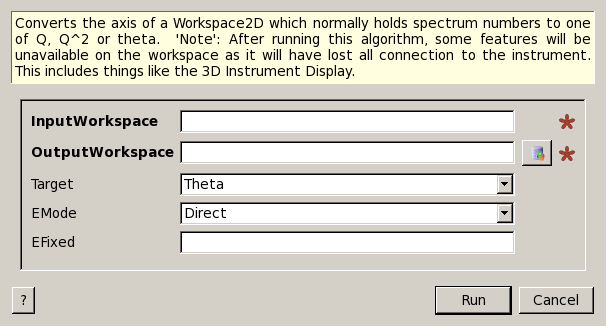 Converts the axis of a Workspace2D which normally holds spectrum numbers to one
of Q, Q^2 or theta. 'Note': After running this algorithm, some features will be
unavailable on the workspace as it will have lost all connection to the instrument.
This includes things like the 3D Instrument Display.
InputWorkspace
OutputWorkspace
Target Theta
EMode Direct
EFixed
? Run Cancel